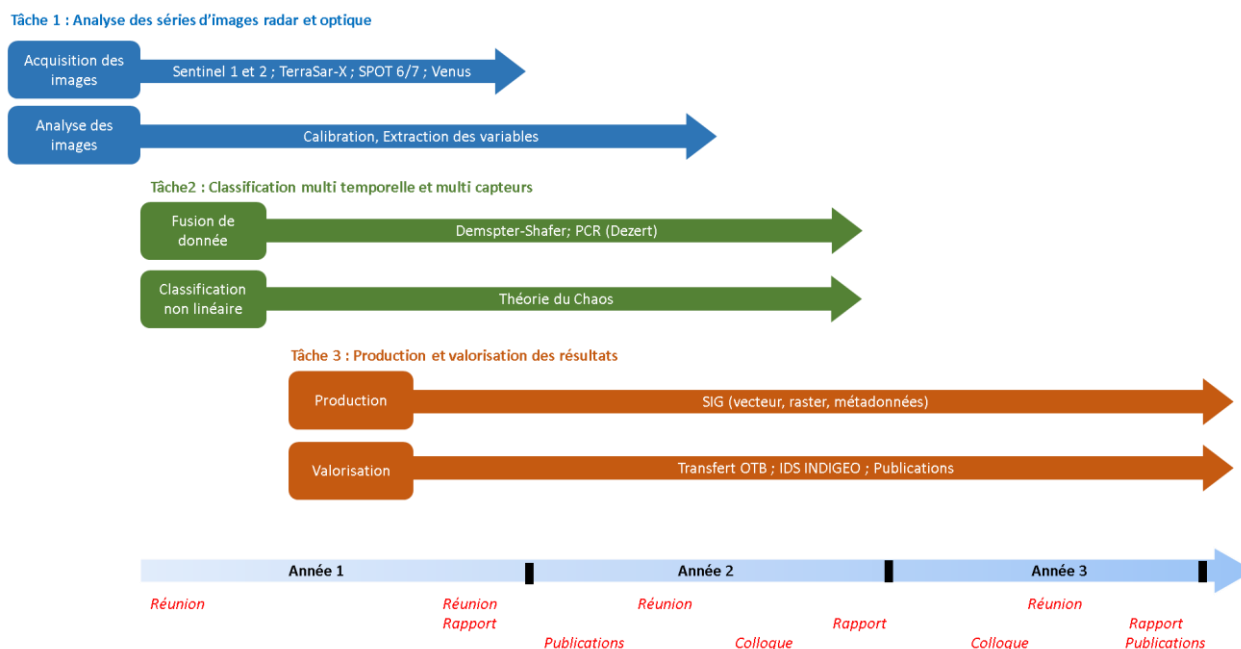 Tâche 1 : Analyse des séries d'images radar et optique
Acquisition des
images
Sentinel 1 et 2 ; TerraSar-X ; SPOT 6/7 ; Venus
Analyse des
images
Calibration, Extraction des variables
Tâche2 : Classification multi temporelle et multi capteurs
Fusion de
donnée
Demspter-Shafer; PCR (Dezert)
Classification
non linéaire
Théorie du Chaos
Tâche 3 : Production et valorisation des résultats
Production
SIG (vecteur, raster, métadonnées)
Valorisation
Transfert OTB ; IDS INDIGEO ; Publications
Année 1
Année 2
Année 3
Réunion
Réunion
Réunion
Réunion
Rapport
Rapport
Rapport
Publications
Colloque
Colloque
Publications